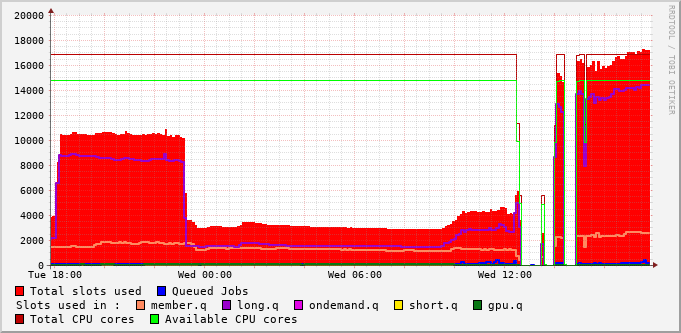 20000
18000
16000
14000
12000
10000
8000
6000
4000
2000
0
Tue 18:00 Wed 00:00 Wed 06:00 Wed 12:00
RRDTOOL / TOBI OETIKER
Total slots used Queued Jobs
Slots used in : member.q long.q ondemand.q short.q gpu.q
Total CPU cores Available CPU cores